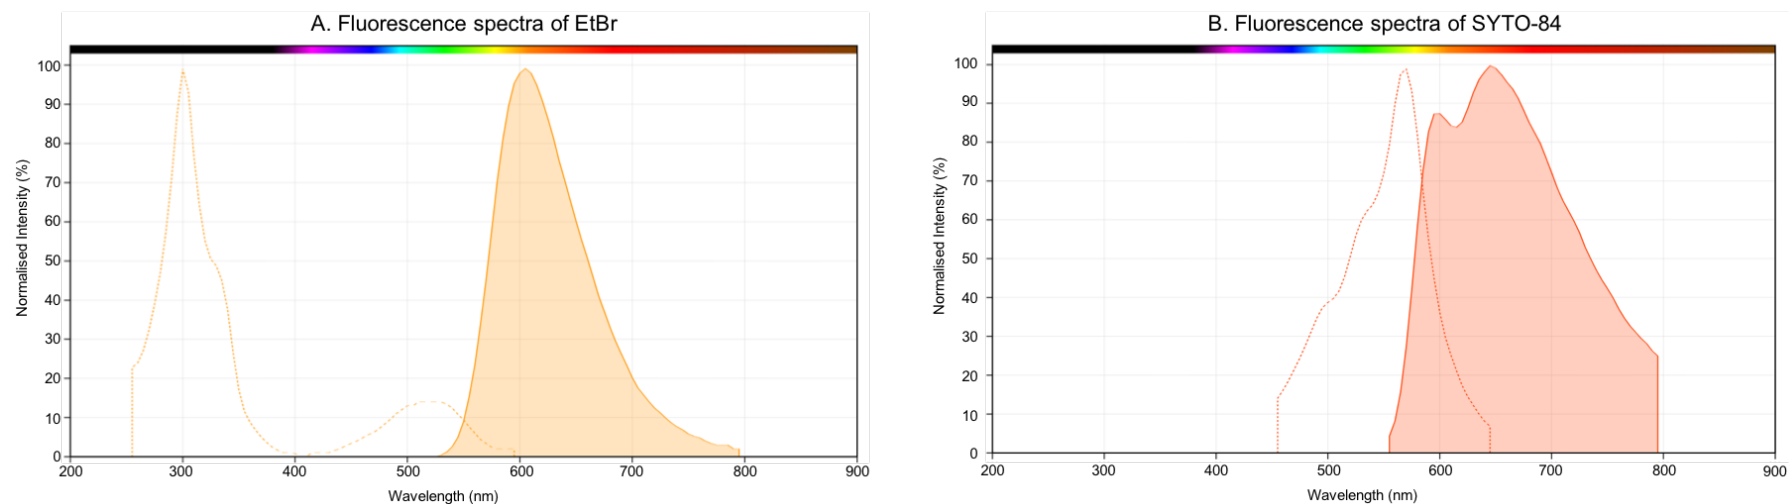 A. Fluorescence spectra of EtBr
Normalised Intensity (%)
100
90
80
70
60
50
40
30
20
10
0
200 300 400 500 600 700 800 900
Wavelength (nm)
B. Fluorescence spectra of SYTO-84
Normalised Intensity (%)
100
90
80
70
60
50
40
30
20
10
0
200 300 400 500 600 700 800 900
Wavelength (nm)